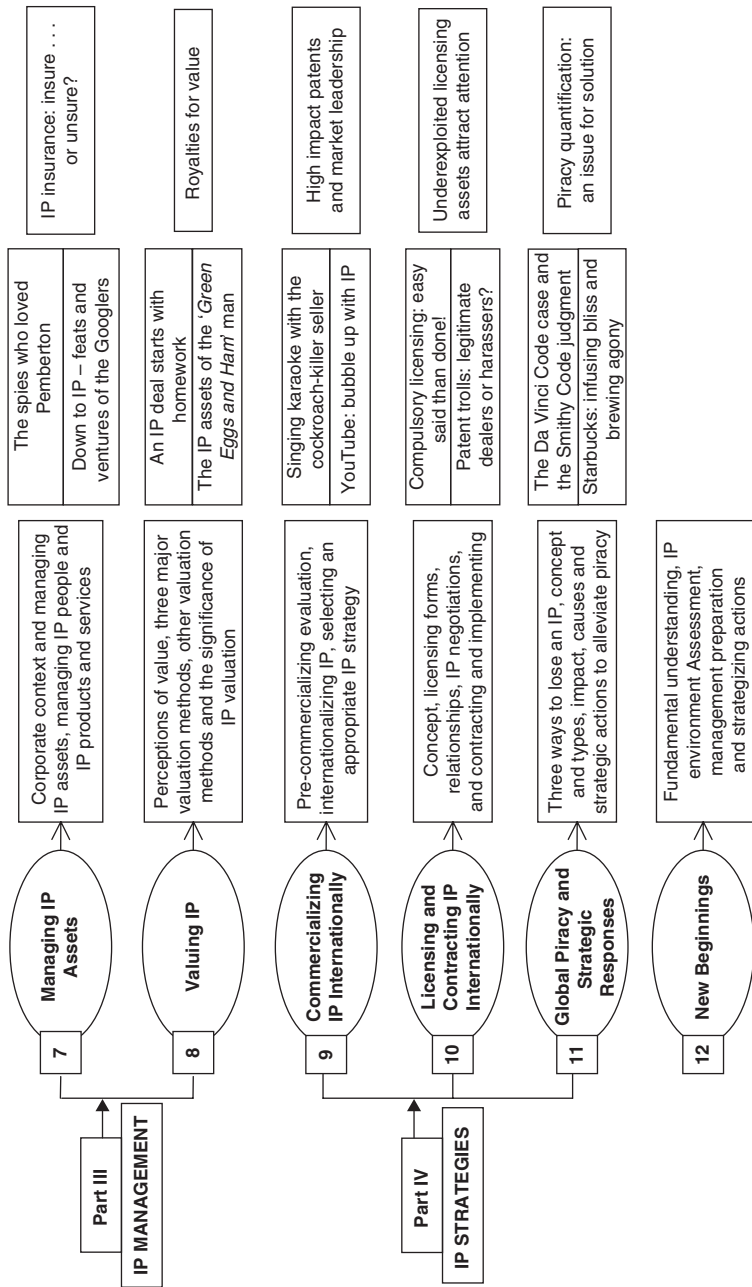 Part III
IP MANAGEMENT
7
Managing IP
Assets
Corporate context and managing
IP assets, managing IP people and
IP products and services
The spies who loved
Pemberton
Down to IP – feats and
ventures of the Googlers
IP insurance: insure . . .
or unsure?
8
Valuing IP
Perceptions of value, three major
valuation methods, other valuation
methods and the significance of
IP valuation
An IP deal starts with
homework
The IP assets of the ‘Green
Eggs and Ham’ man
Royalties for value
Part IV
IP STRATEGIES
9
Commercializing
IP Internationally
Pre-commercializing evaluation,
internationalizing IP, selecting an
appropriate IP strategy
Singing karaoke with the
cockroach-killer seller
YouTube: bubble up with IP
High impact patents
and market leadership
10
Licensing and
Contracting IP
Internationally
Concept, licensing forms,
relationships, IP negotiations,
and contracting and implementing
Compulsory licensing: easy
said than done!
Patent trolls: legitimate
dealers or harassers?
Underexploited licensing
assets attract attention
11
Global Piracy and
Strategic
Responses
Three ways to lose an IP, concept
and types, impact, causes and
strategic actions to alleviate piracy
The Da Vinci Code case and
the Smithy Code judgment
Starbucks: infusing bliss and
brewing agony
Piracy quantification:
an issue for solution
12
New Beginnings
Fundamental understanding, IP
environment Assessment,
management preparation
and strategizing actions